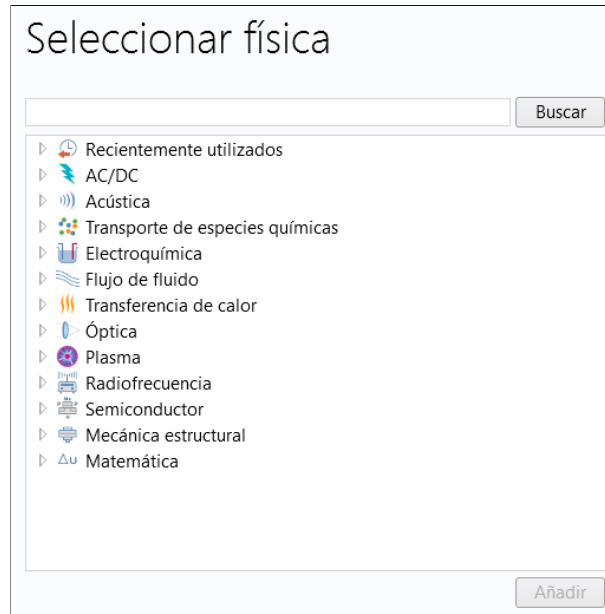 Seleccionar física
Buscar
Recientemente utilizados
AC/DC
Acústica
Transporte de especies químicas
Electroquímica
Flujo de fluido
Transferencia de calor
Óptica
Plasma
Radiofrecuencia
Semiconductor
Mecánica estructural
Δu Matemática
Añadir